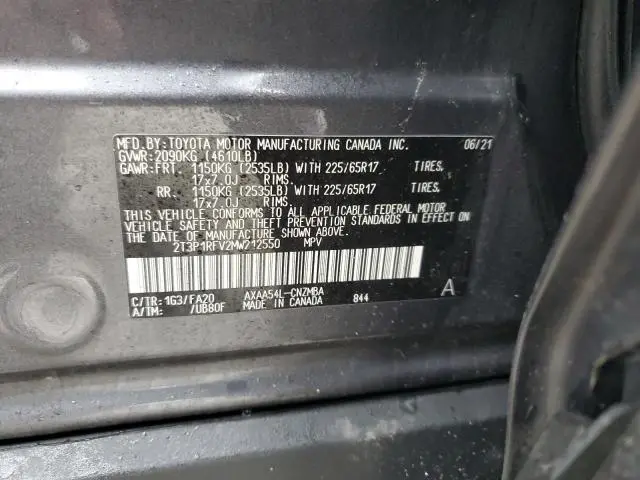 MFD.BY:TOYOTA MOTOR MANUFACTURING CANADA INC. 06/21
GVWR:2090KG (4610LB)
GAWR:FRT. 1150KG (2535LB) WITH 225/65R17 TIRES,
17x7.0J RIMS.
RR. 1150KG (2535LB) WITH 225/65R17 TIRES,
17x7.0J RIMS.
THIS VEHICLE CONFORMS TO ALL APPLICABLE FEDERAL MOTOR
VEHICLE SAFETY AND THEFT PREVENTION STANDARDS IN EFFECT ON
THE DATE OF MANUFACTURE SHOWN ABOVE.
2T3P1RFV2MW212550 MPV
C/TR:1G3/FA20 AXAA54L-CNZMBA 844 A
A/TM: /UB80F MADE IN CANADA